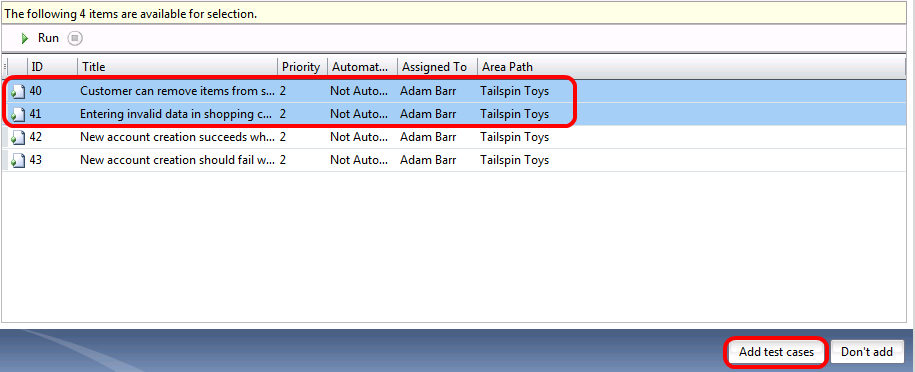 The following 4 items are available for selection.
Run
ID Title Priority Automat... Assigned To Area Path
40 Customer can remove items from s... 2 Not Auto... Adam Barr Tailspin Toys
41 Entering invalid data in shopping c... 2 Not Auto... Adam Barr Tailspin Toys
42 New account creation succeeds wh... 2 Not Auto... Adam Barr Tailspin Toys
43 New account creation should fail w... 2 Not Auto... Adam Barr Tailspin Toys
Add test cases Don't add